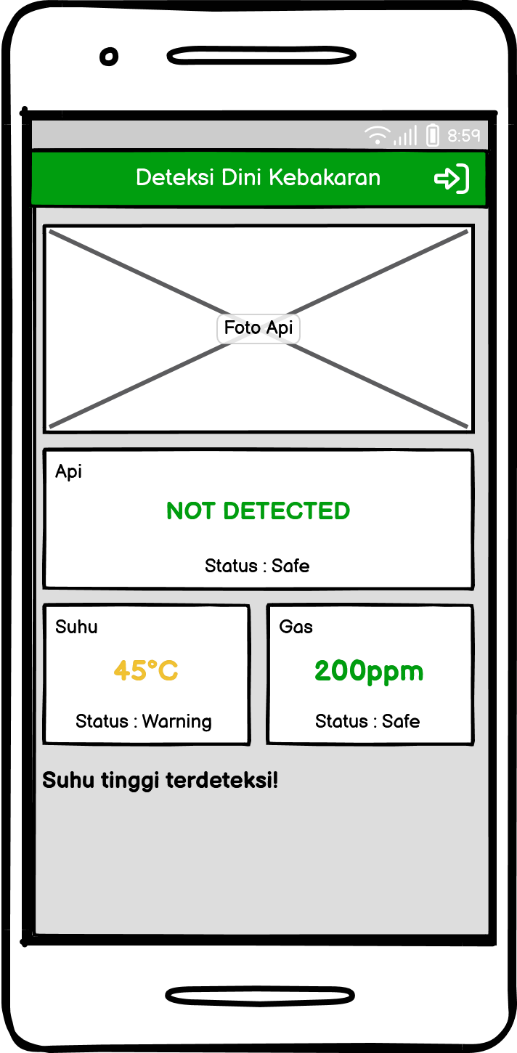 8:59
Deteksi Dini Kebakaran
Foto Api
Api
NOT DETECTED
Status : Safe
Suhu
45°C
Status : Warning
Gas
200ppm
Status : Safe
Suhu tinggi terdeteksi!